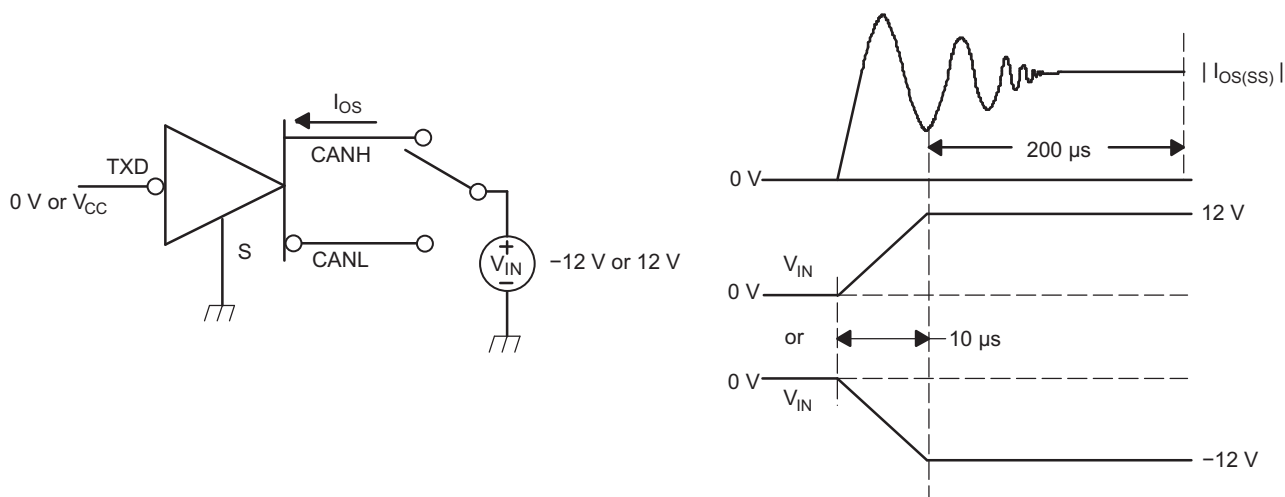 I_OS
CANH
TXD
0 V or V_CC
S
CANL
V_IN
+
−
−12 V or 12 V
| I_OS(SS) |
200 µs
0 V
12 V
V_IN
0 V
or
10 µs
0 V
V_IN
−12 V